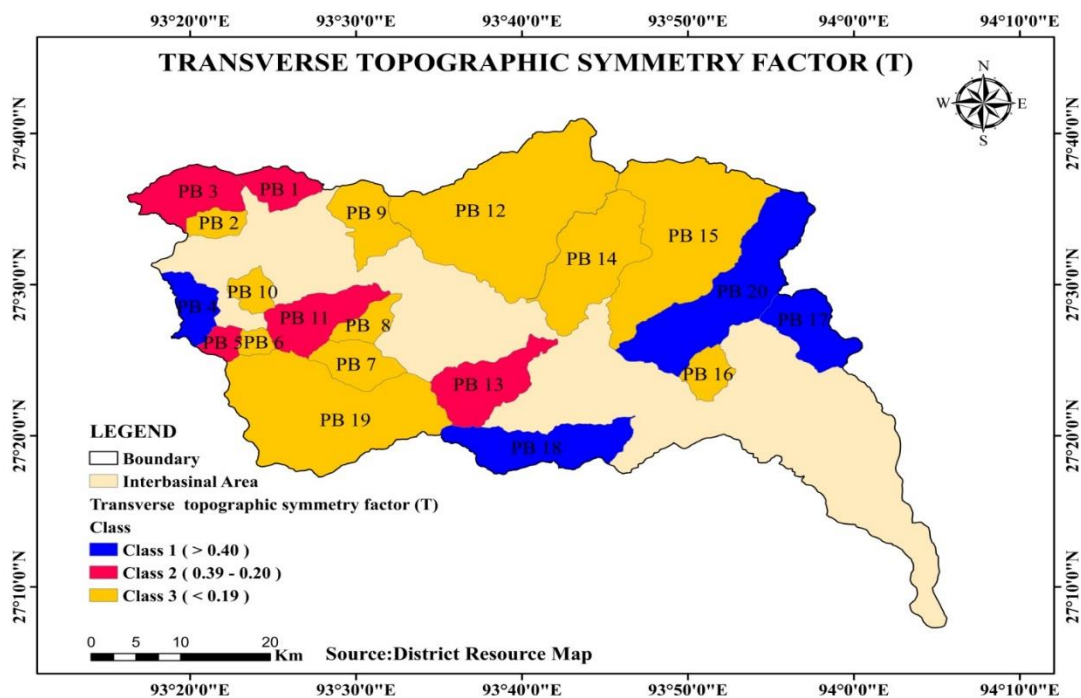 93°20'0"E 93°30'0"E 93°40'0"E 93°50'0"E 94°0'0"E 94°10'0"E
TRANSVERSE TOPOGRAPHIC SYMMETRY FACTOR (T)
N
W E
S
27°40'0"N 27°40'0"N
PB 3 PB 1
PB 2 PB 9 PB 12
PB 15
PB 14
27°30'0"N 27°30'0"N
PB 10 PB 20
PB 4 PB 11 PB 8 PB 17
PB 5 PB 6
PB 7 PB 16
PB 13
PB 19
27°20'0"N 27°20'0"N
PB 18
LEGEND
Boundary
Interbasinal Area
Transverse topographic symmetry factor (T)
Class
Class 1 ( > 0.40 )
Class 2 ( 0.39 - 0.20 )
Class 3 ( < 0.19 )
27°10'0"N 27°10'0"N
0 5 10 20
Km
Source:District Resource Map
93°20'0"E 93°30'0"E 93°40'0"E 93°50'0"E 94°0'0"E 94°10'0"E